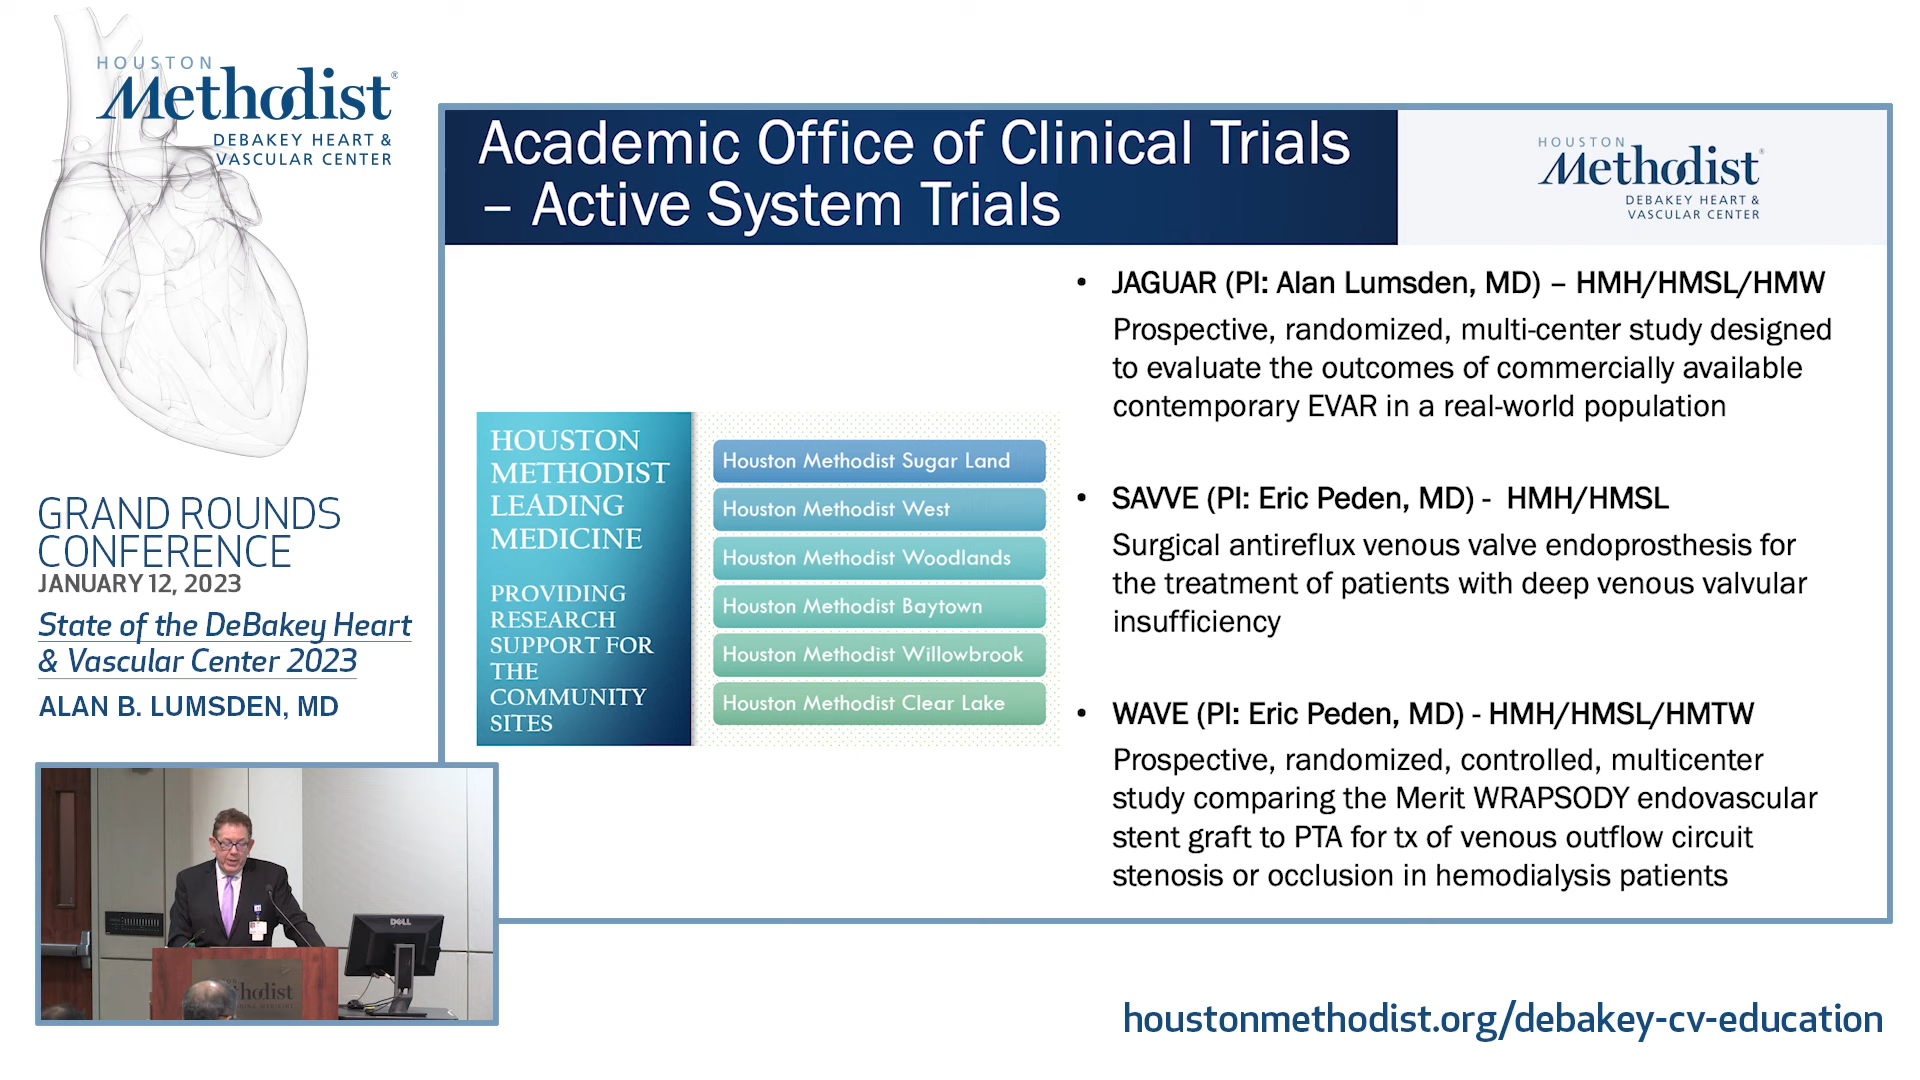 HOUSTON
Methodist®
DEBAKEY HEART &
VASCULAR CENTER
GRAND ROUNDS
CONFERENCE
JANUARY 12, 2023
State of the DeBakey Heart
& Vascular Center 2023
ALAN B. LUMSDEN, MD
Academic Office of Clinical Trials
– Active System Trials
HOUSTON
Methodist®
DEBAKEY HEART &
VASCULAR CENTER
HOUSTON
METHODIST
LEADING
MEDICINE
PROVIDING
RESEARCH
SUPPORT FOR
THE
COMMUNITY
SITES
Houston Methodist Sugar Land
Houston Methodist West
Houston Methodist Woodlands
Houston Methodist Baytown
Houston Methodist Willowbrook
Houston Methodist Clear Lake
• JAGUAR (PI: Alan Lumsden, MD) – HMH/HMSL/HMW
Prospective, randomized, multi-center study designed
to evaluate the outcomes of commercially available
contemporary EVAR in a real-world population
• SAVVE (PI: Eric Peden, MD) - HMH/HMSL
Surgical antireflux venous valve endoprosthesis for
the treatment of patients with deep venous valvular
insufficiency
• WAVE (PI: Eric Peden, MD) - HMH/HMSL/HMTW
Prospective, randomized, controlled, multicenter
study comparing the Merit WRAPSODY endovascular
stent graft to PTA for tx of venous outflow circuit
stenosis or occlusion in hemodialysis patients
DELL
houstonmethodist.org/debakey-cv-education